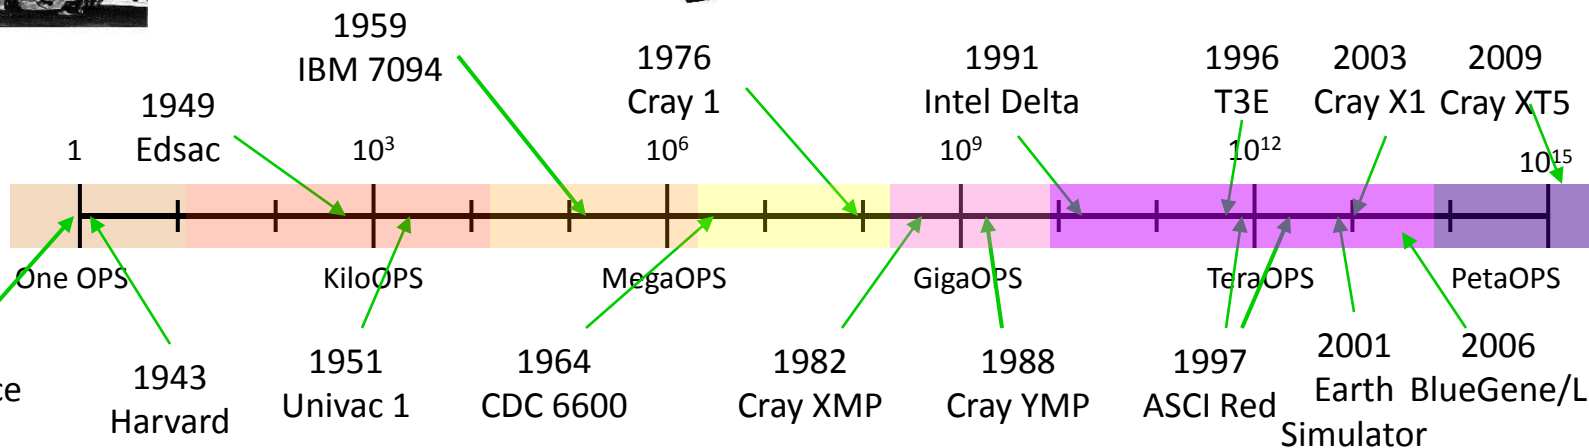 1959
IBM 7094
1976
Cray 1
1991
Intel Delta
1996
T3E
2003
Cray X1
2009
Cray XT5
1949
Edsac
1
10³
10⁶
10⁹
10¹²
10¹⁵
One OPS
KiloOPS
MegaOPS
GigaOPS
TeraOPS
PetaOPS
1943
Harvard
1951
Univac 1
1964
CDC 6600
1982
Cray XMP
1988
Cray YMP
1997
ASCI Red
2001
Earth
Simulator
2006
BlueGene/L